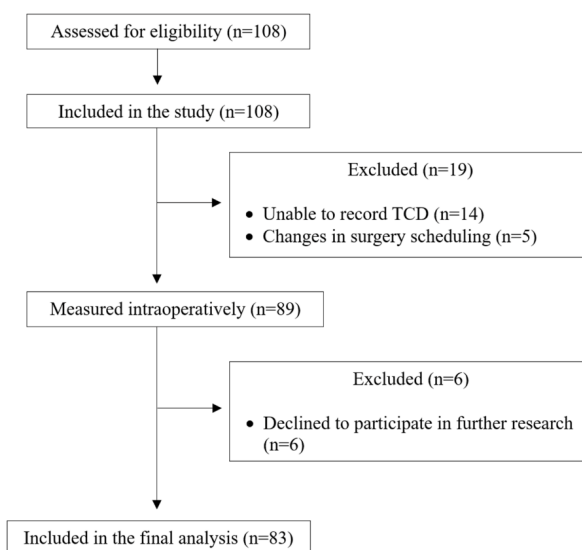 Assessed for eligibility (n=108)
Included in the study (n=108)
Excluded (n=19)
• Unable to record TCD (n=14)
• Changes in surgery scheduling (n=5)
Measured intraoperatively (n=89)
Excluded (n=6)
• Declined to participate in further research
(n=6)
Included in the final analysis (n=83)